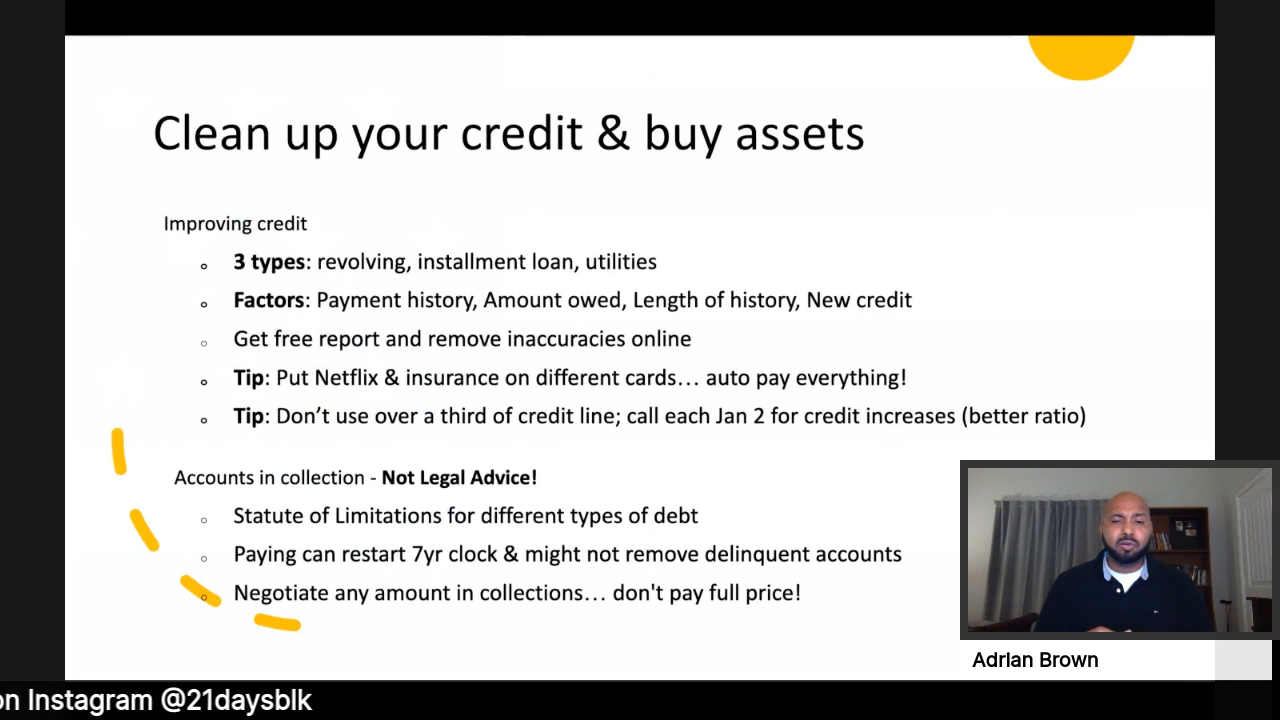 Clean up your credit & buy assets
Improving credit
3 types: revolving, installment loan, utilities
Factors: Payment history, Amount owed, Length of history, New credit
Get free report and remove inaccuracies online
Tip: Put Netflix & insurance on different cards… auto pay everything!
Tip: Don’t use over a third of credit line; call each Jan 2 for credit increases (better ratio)
Accounts in collection - Not Legal Advice!
Statute of Limitations for different types of debt
Paying can restart 7yr clock & might not remove delinquent accounts
Negotiate any amount in collections… don't pay full price!
Adrian Brown
on Instagram @21daysblk